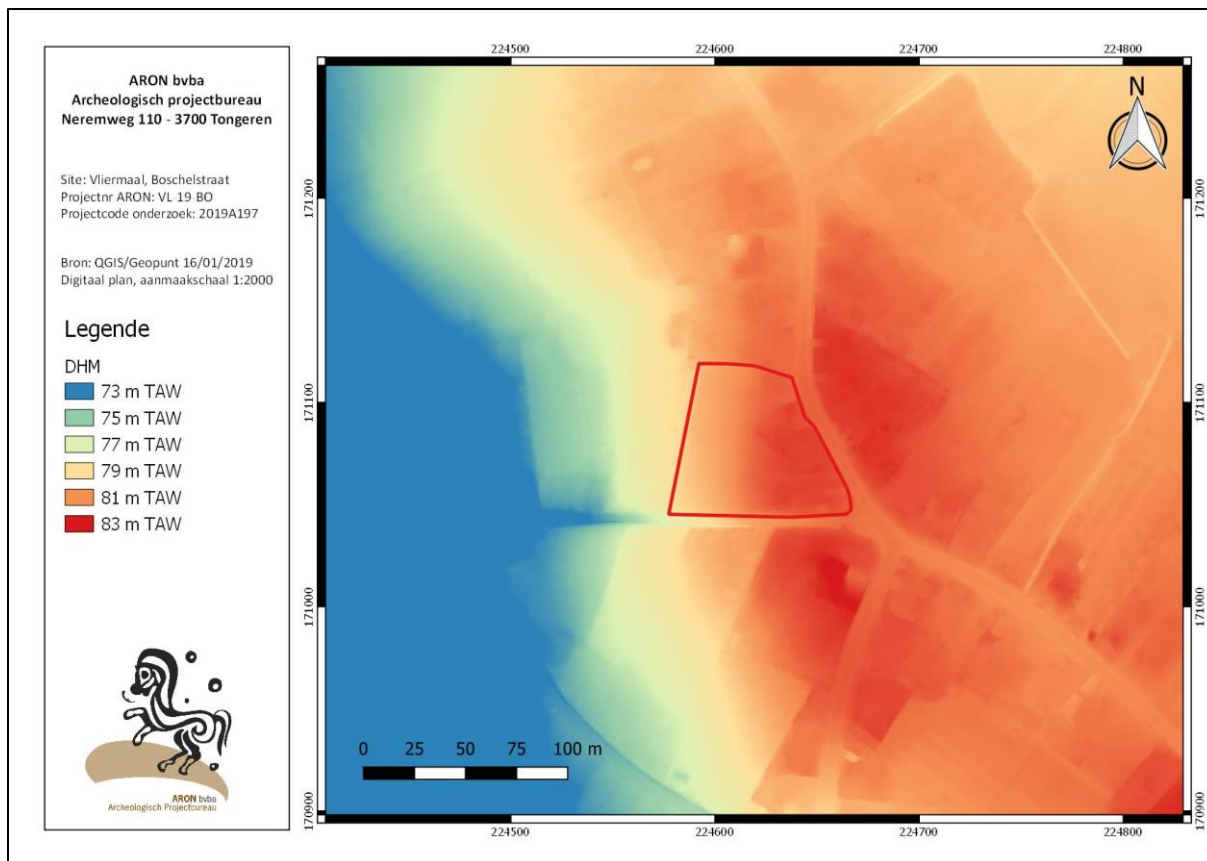 ARON bvba
Archeologisch projectbureau
Neremweg 110 - 3700 Tongeren
Site: Vliermaal, Boschelstraat
Projectnr ARON: VL 19 BO
Projectcode onderzoek: 2019A197
Bron: QGIS/Geopunt 16/01/2019
Digitaal plan, aanmaakschaal 1:2000
Legende
DHM
73 m TAW
75 m TAW
77 m TAW
79 m TAW
81 m TAW
83 m TAW
ARON bvba
Archeologisch Projectbureau
224500 224600 224700 224800
N
171200 171200
171100 171100
171000 171000
170900 170900
0 25 50 75 100 m
224500 224600 224700 224800